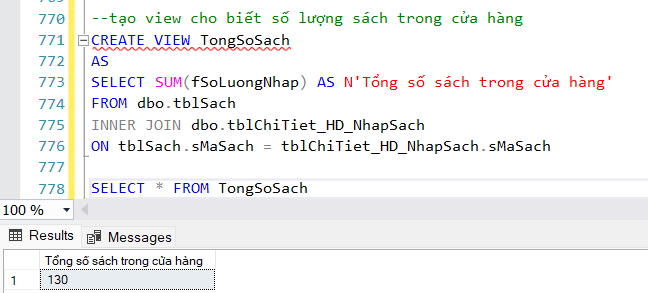 770 --tạo view cho biết số lượng sách trong cửa hàng
771 CREATE VIEW TongSoSach
772 AS
773 SELECT SUM(fSoLuongNhap) AS N'Tổng số sách trong cửa hàng'
774 FROM dbo.tblSach
775 INNER JOIN dbo.tblChiTiet_HD_NhapSach
776 ON tblSach.sMaSach = tblChiTiet_HD_NhapSach.sMaSach
777
778 SELECT * FROM TongSoSach
100 %
Results Messages
Tổng số sách trong cửa hàng
1 130